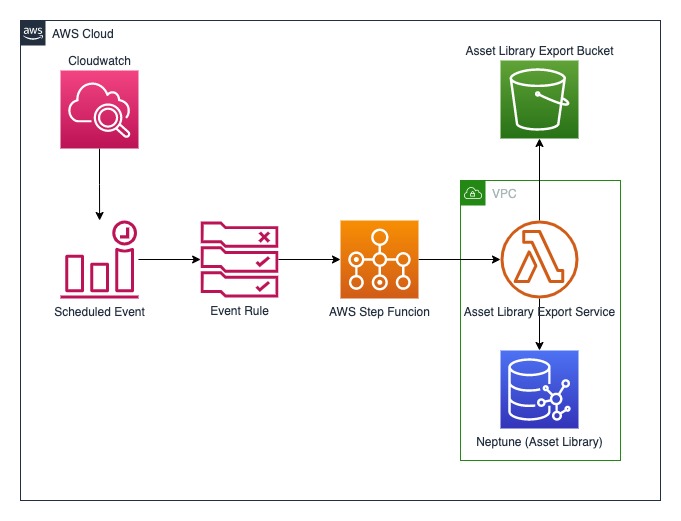 aws
AWS Cloud
Cloudwatch
Asset Library Export Bucket
VPC
Scheduled Event
Event Rule
AWS Step Funcion
Asset Library Export Service
Neptune (Asset Library)